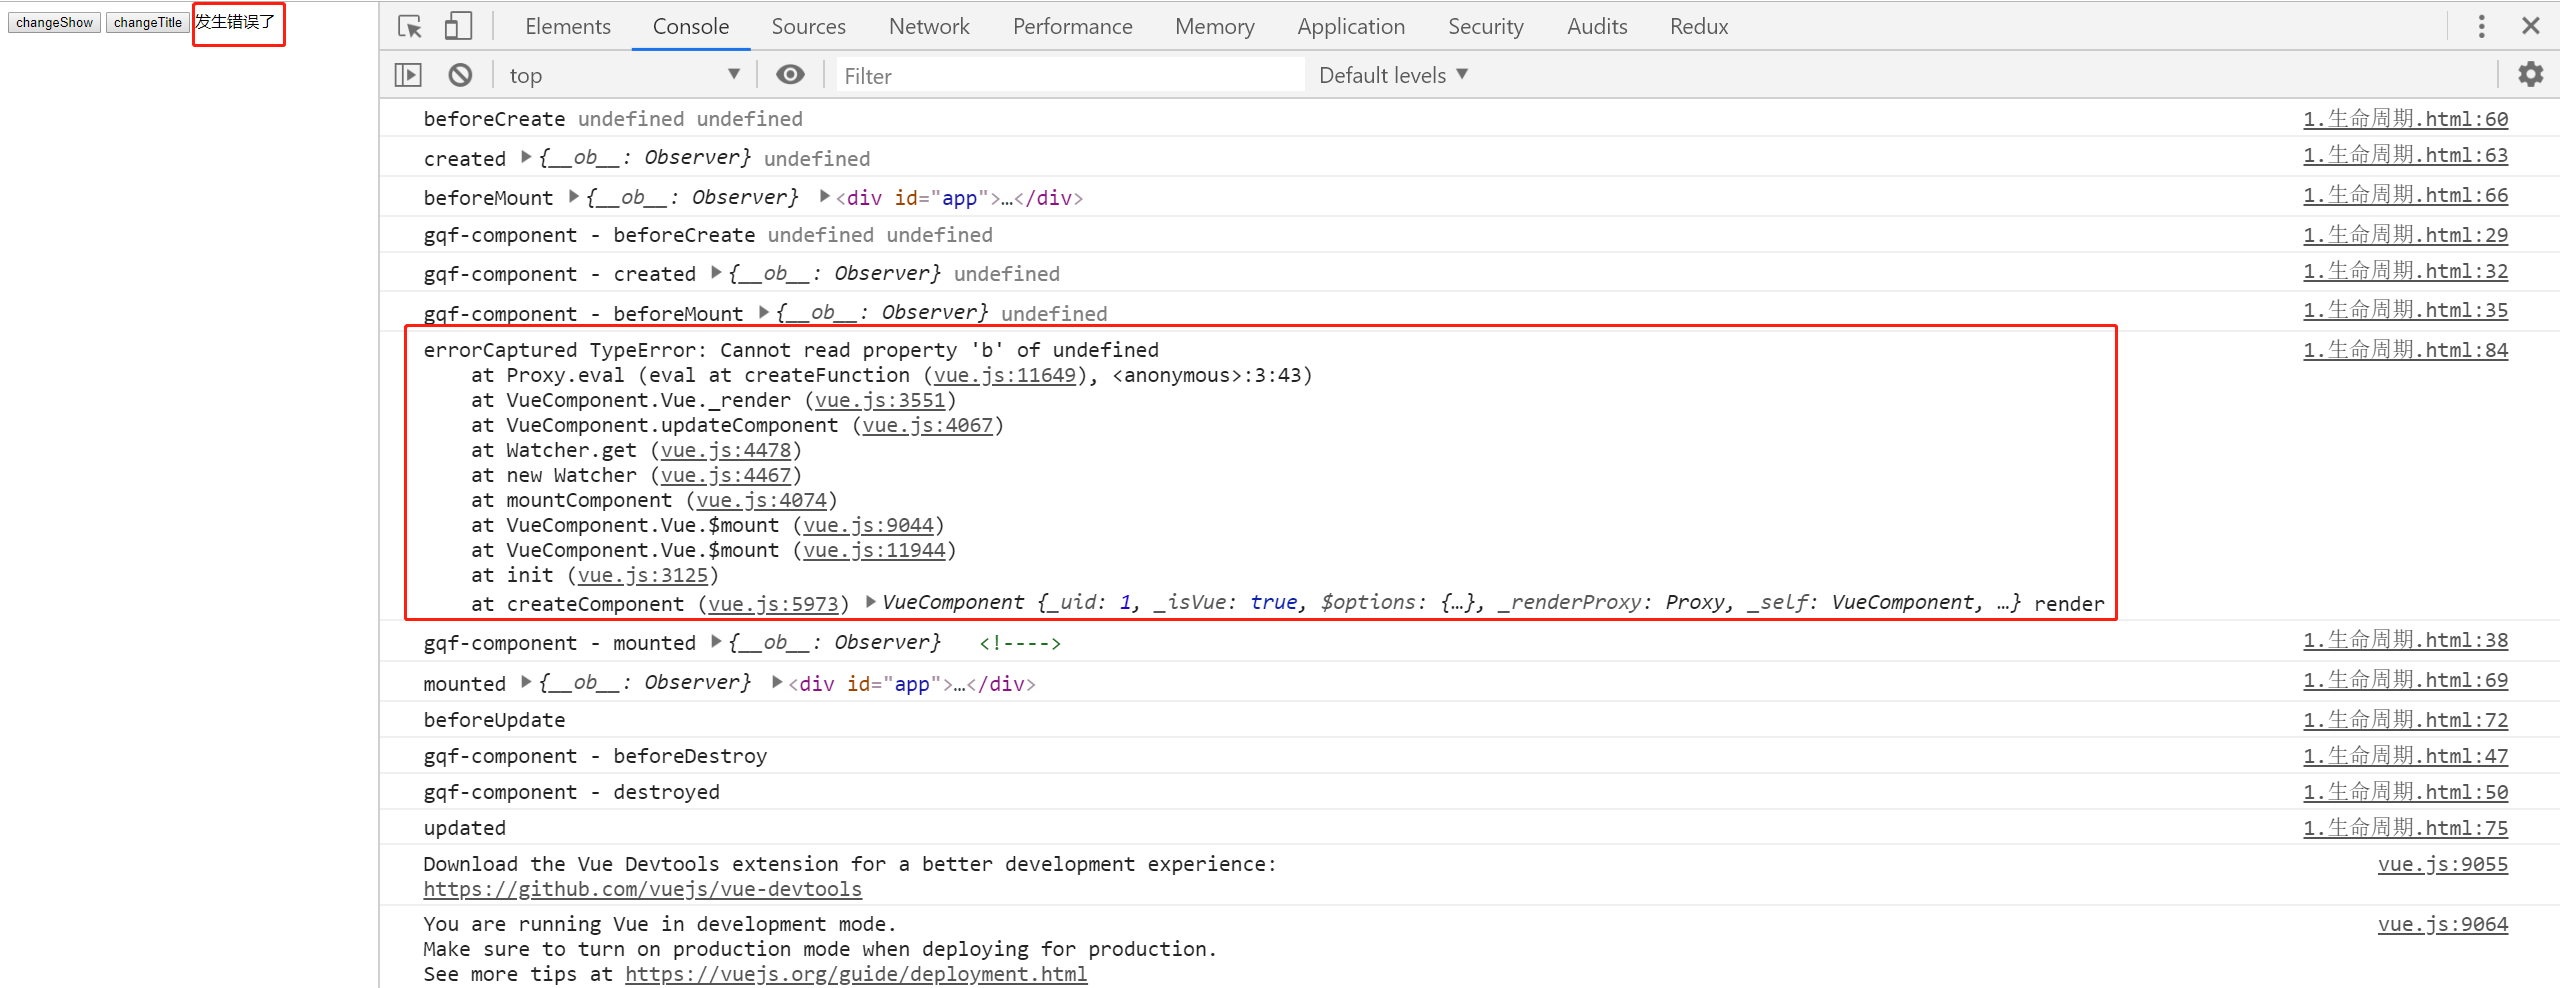 changeShow changeTitle 发生错误了
Elements Console Sources Network Performance Memory Application Security Audits Redux
top Filter Default levels
beforeCreate undefined undefined 1.生命周期.html:60
created {__ob__: Observer} undefined 1.生命周期.html:63
beforeMount {__ob__: Observer} <div id="app">…</div> 1.生命周期.html:66
gqf-component - beforeCreate undefined undefined 1.生命周期.html:29
gqf-component - created {__ob__: Observer} undefined 1.生命周期.html:32
gqf-component - beforeMount {__ob__: Observer} undefined 1.生命周期.html:35
errorCaptured TypeError: Cannot read property 'b' of undefined 1.生命周期.html:84
at Proxy.eval (eval at createFunction (vue.js:11649), <anonymous>:3:43)
at VueComponent.Vue._render (vue.js:3551)
at VueComponent.updateComponent (vue.js:4067)
at Watcher.get (vue.js:4478)
at new Watcher (vue.js:4467)
at mountComponent (vue.js:4074)
at VueComponent.Vue.$mount (vue.js:9044)
at VueComponent.Vue.$mount (vue.js:11944)
at init (vue.js:3125)
at createComponent (vue.js:5973) VueComponent {_uid: 1, _isVue: true, $options: {…}, _renderProxy: Proxy, _self: VueComponent, …} render
gqf-component - mounted {__ob__: Observer} <!----> 1.生命周期.html:38
mounted {__ob__: Observer} <div id="app">…</div> 1.生命周期.html:69
beforeUpdate 1.生命周期.html:72
gqf-component - beforeDestroy 1.生命周期.html:47
gqf-component - destroyed 1.生命周期.html:50
updated 1.生命周期.html:75
Download the Vue Devtools extension for a better development experience: vue.js:9055
https://github.com/vuejs/vue-devtools
You are running Vue in development mode. vue.js:9064
Make sure to turn on production mode when deploying for production.
See more tips at https://vuejs.org/guide/deployment.html